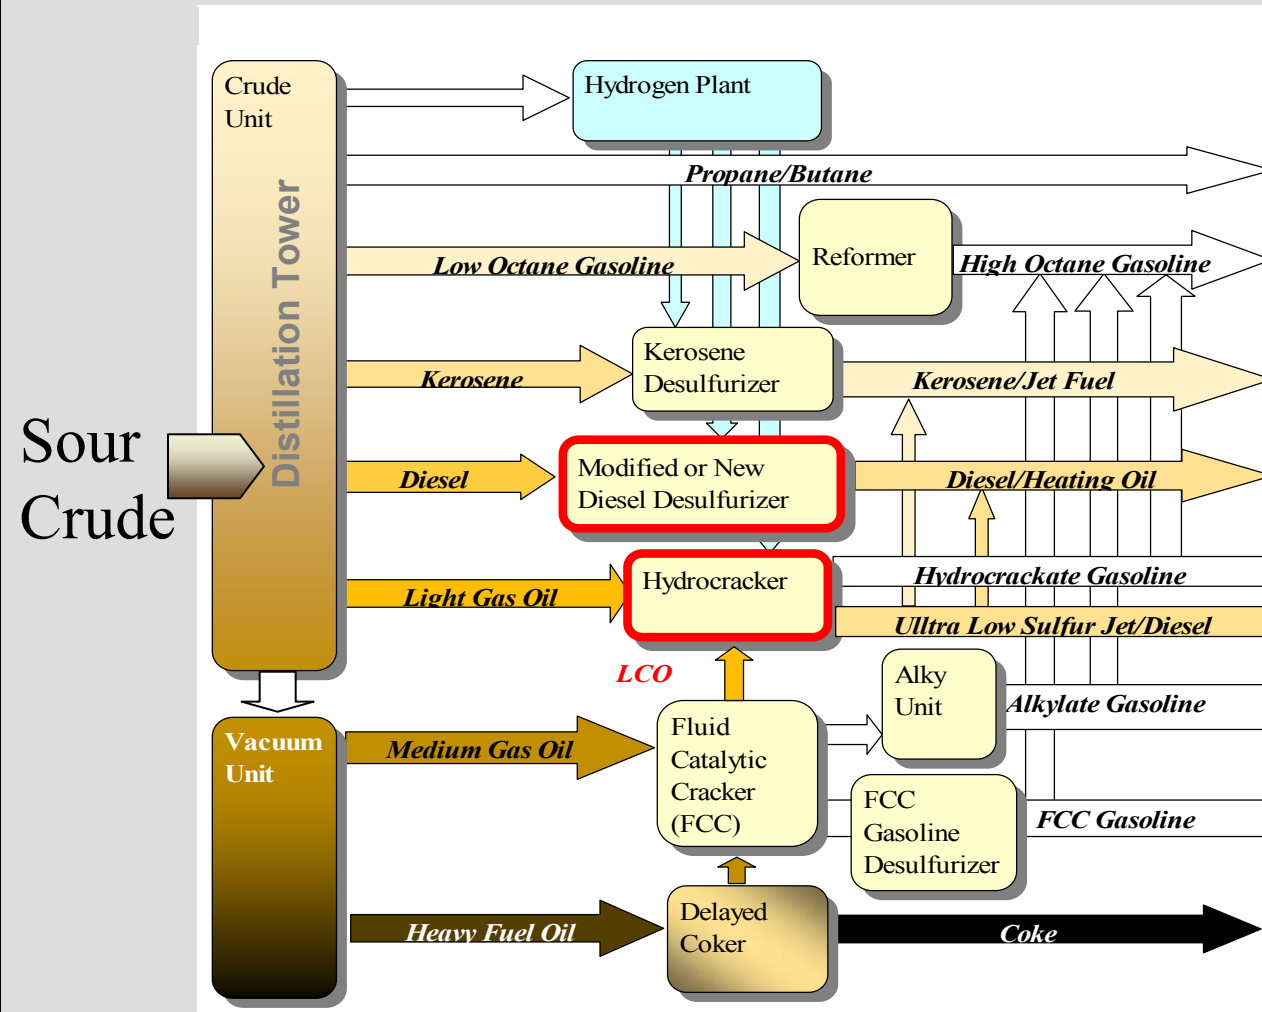 Crude
Unit
Distillation Tower
Hydrogen Plant
Propane/Butane
Low Octane Gasoline
Reformer
High Octane Gasoline
Kerosene
Kerosene
Desulfurizer
Kerosene/Jet Fuel
Sour
Crude
Diesel
Modified or New
Diesel Desulfurizer
Diesel/Heating Oil
Light Gas Oil
Hydrocracker
Hydrocrackate Gasoline
Ulltra Low Sulfur Jet/Diesel
LCO
Vacuum
Unit
Medium Gas Oil
Fluid
Catalytic
Cracker
(FCC)
Alky
Unit
Alkylate Gasoline
FCC
Gasoline
Desulfurizer
FCC Gasoline
Heavy Fuel Oil
Delayed
Coker
Coke